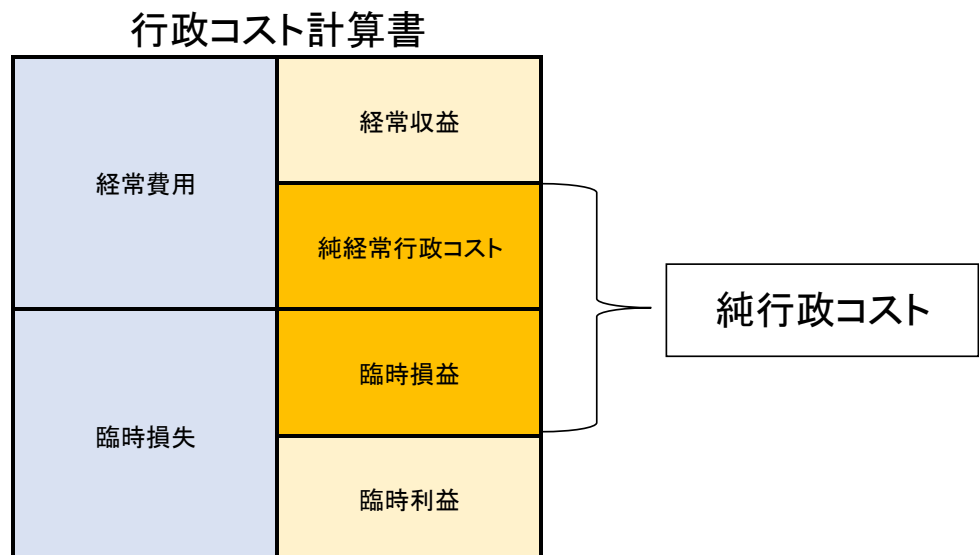 行政コスト計算書
経常費用
経常収益
純経常行政コスト
純行政コスト
臨時損失
臨時損益
臨時利益